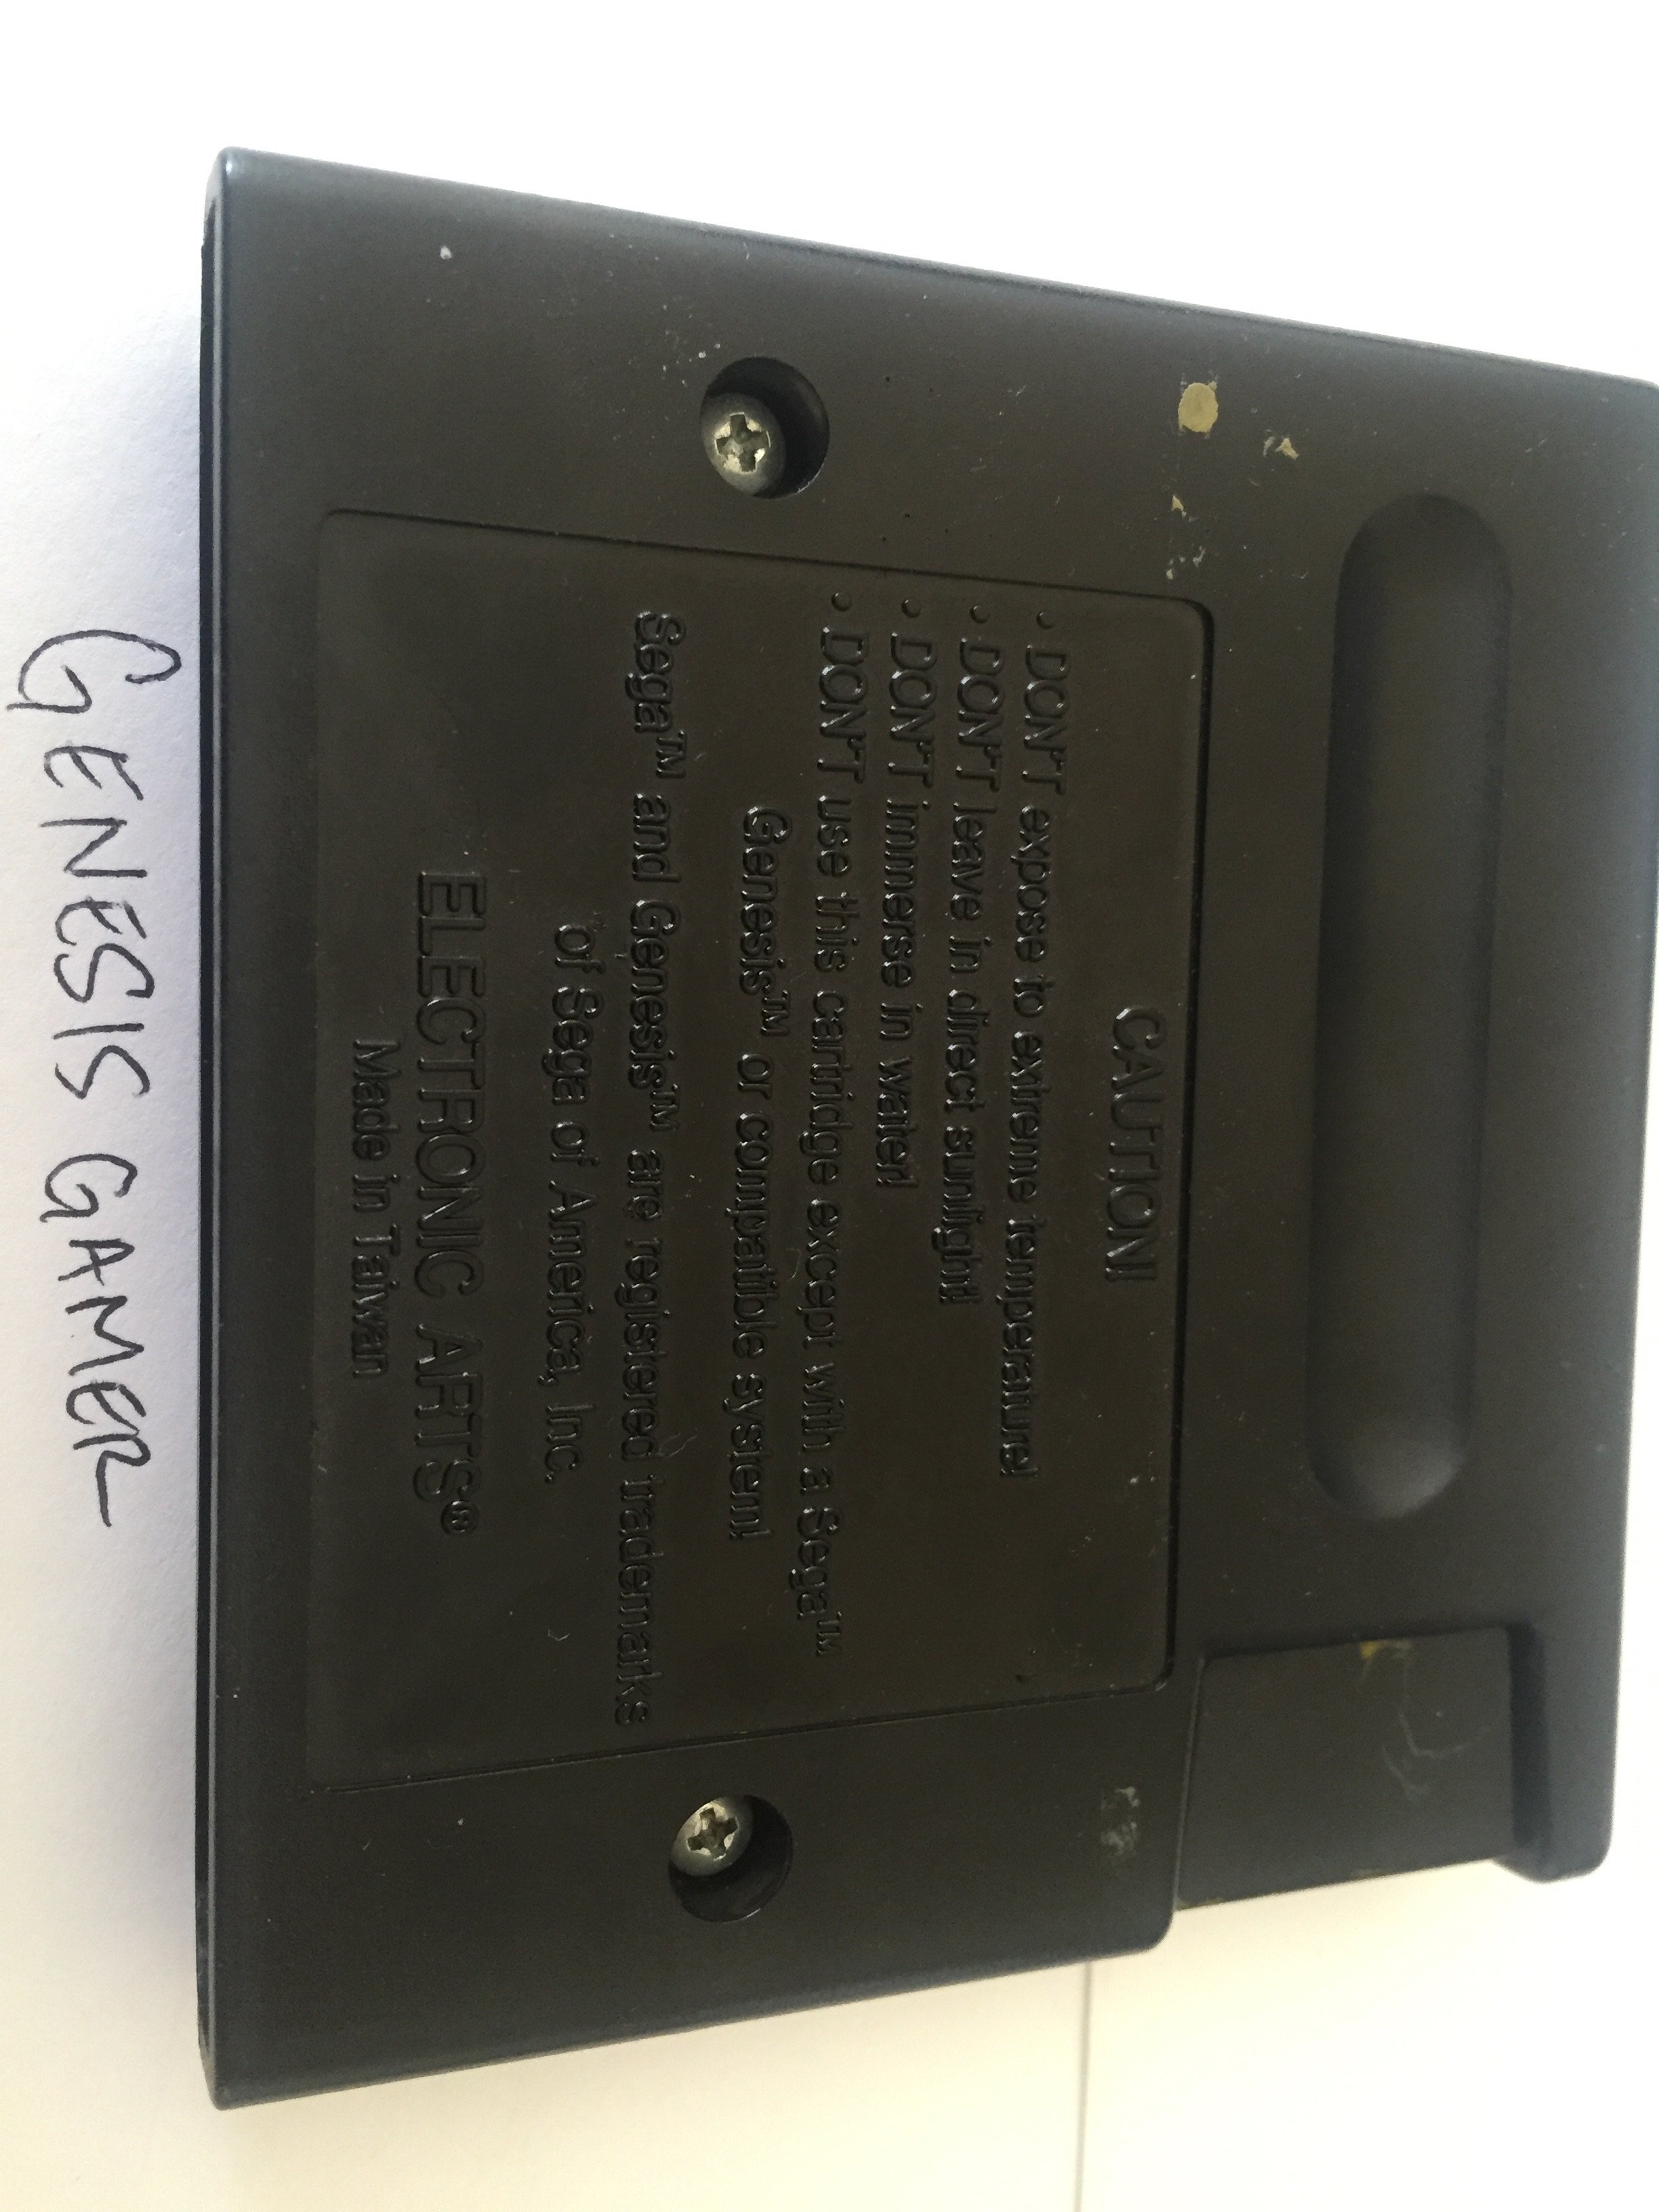 CAUTION!
• DON'T expose to extreme temperature!
• DON'T leave in direct sunlight!
• DON'T immerse in water!
• DON'T use this cartridge except with a Sega™
Genesis™ or compatible system!
Sega™ and Genesis™ are registered trademarks
of Sega of America, Inc.
ELECTRONIC ARTS®
Made in Taiwan
GENESIS GAMER